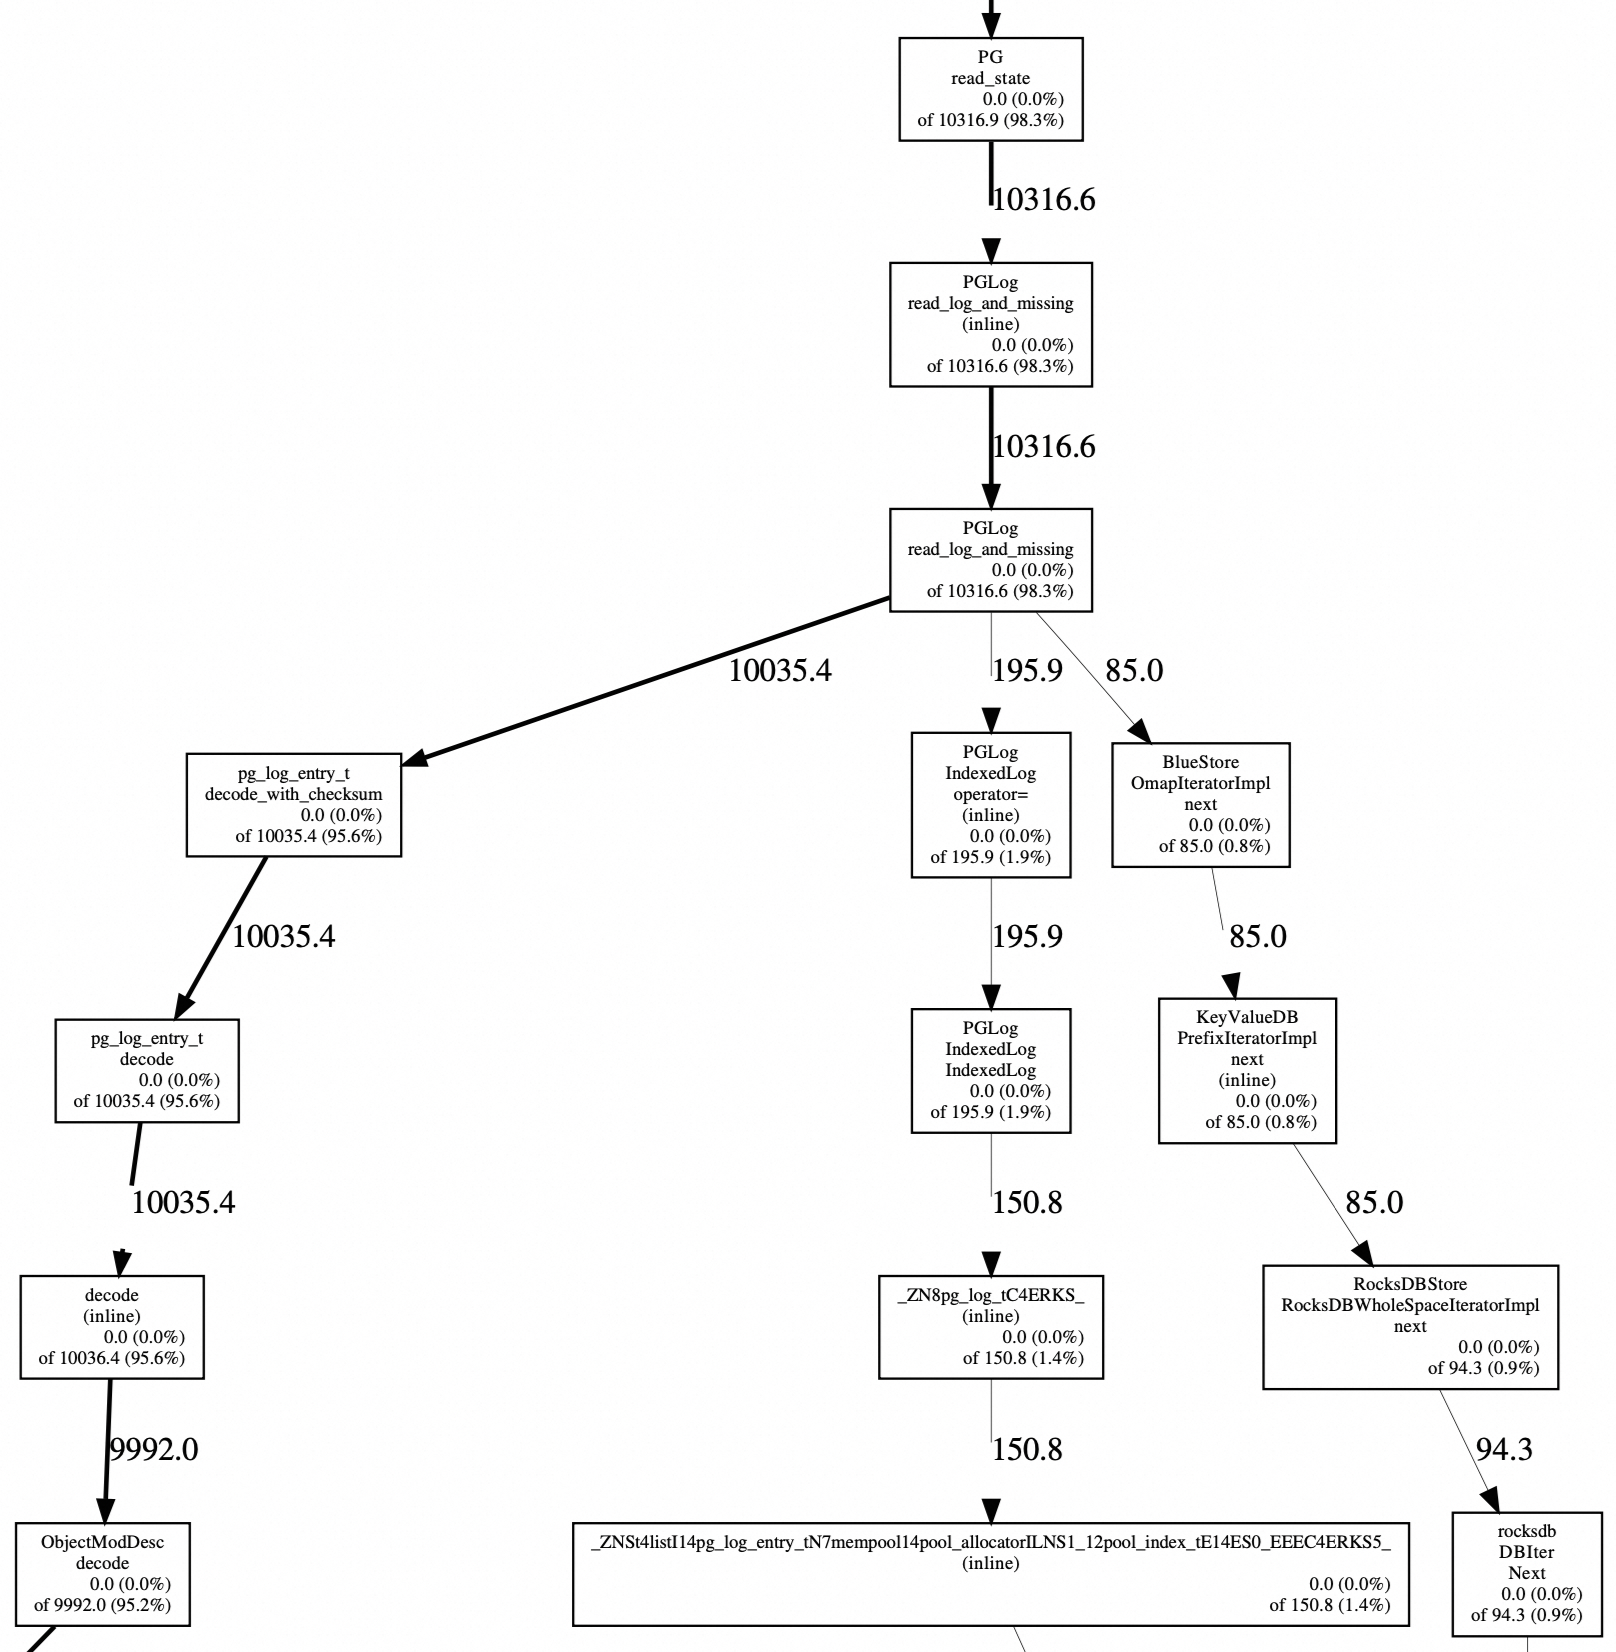 PG
read_state
0.0 (0.0%)
of 10316.9 (98.3%)
10316.6
PGLog
read_log_and_missing
(inline)
0.0 (0.0%)
of 10316.6 (98.3%)
10316.6
PGLog
read_log_and_missing
0.0 (0.0%)
of 10316.6 (98.3%)
10035.4
195.9
85.0
pg_log_entry_t
decode_with_checksum
0.0 (0.0%)
of 10035.4 (95.6%)
PGLog
IndexedLog
operator=
(inline)
0.0 (0.0%)
of 195.9 (1.9%)
BlueStore
OmapIteratorImpl
next
0.0 (0.0%)
of 85.0 (0.8%)
10035.4
195.9
85.0
pg_log_entry_t
decode
0.0 (0.0%)
of 10035.4 (95.6%)
PGLog
IndexedLog
IndexedLog
0.0 (0.0%)
of 195.9 (1.9%)
KeyValueDB
PrefixIteratorImpl
next
(inline)
0.0 (0.0%)
of 85.0 (0.8%)
10035.4
150.8
85.0
decode
(inline)
0.0 (0.0%)
of 10036.4 (95.6%)
_ZN8pg_log_tC4ERKS_
(inline)
0.0 (0.0%)
of 150.8 (1.4%)
RocksDBStore
RocksDBWholeSpaceIteratorImpl
next
0.0 (0.0%)
of 94.3 (0.9%)
9992.0
150.8
94.3
ObjectModDesc
decode
0.0 (0.0%)
of 9992.0 (95.2%)
_ZNSt4listI14pg_log_entry_tN7mempool14pool_allocatorILNS1_12pool_index_tE14ES0_EEEC4ERKS5_
(inline)
0.0 (0.0%)
of 150.8 (1.4%)
rocksdb
DBIter
Next
0.0 (0.0%)
of 94.3 (0.9%)